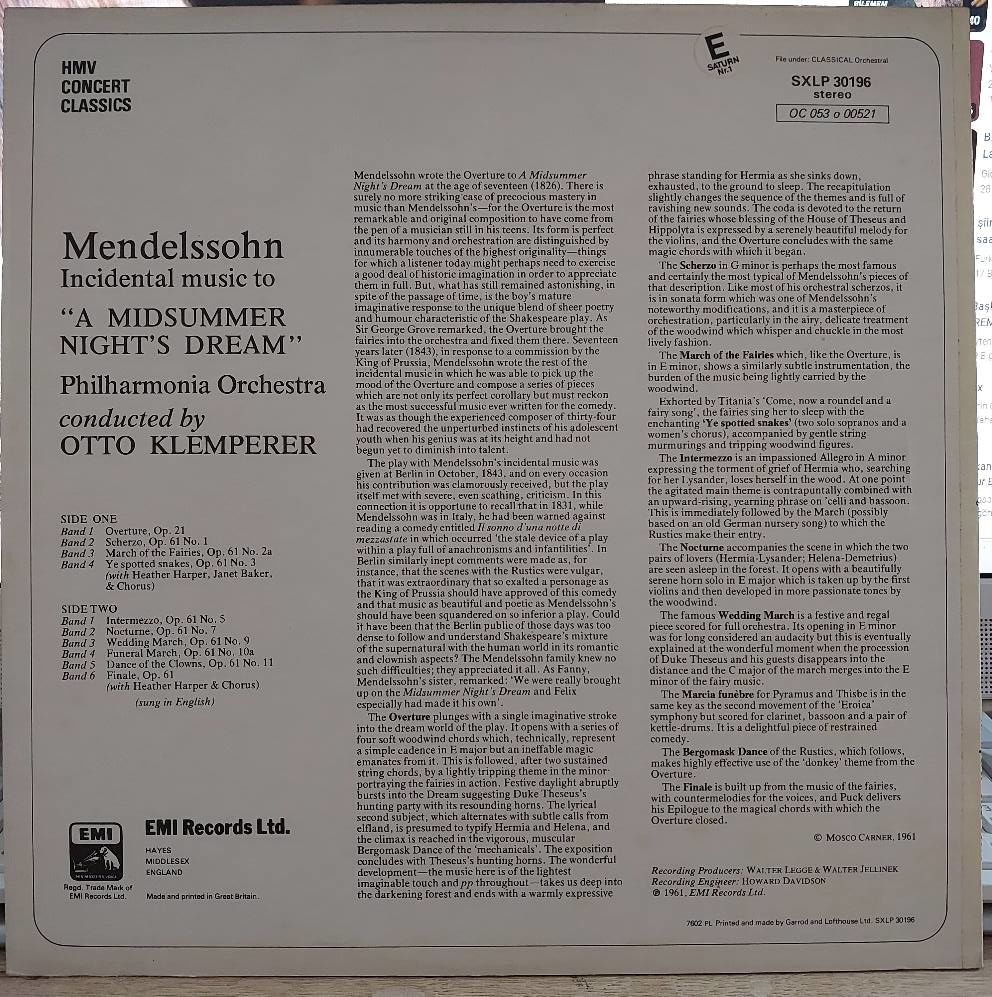 HMV
CONCERT
CLASSICS
E
SATURN
Nr.1
File under: CLASSICAL Orchestral
SXLP 30196
stereo
OC 053 o 00521
Mendelssohn
Incidental music to
“A MIDSUMMER
NIGHT’S DREAM”
Philharmonia Orchestra
conducted by
OTTO KLEMPERER
SIDE ONE
Band 1 Overture, Op. 21
Band 2 Scherzo, Op. 61 No. 1
Band 3 March of the Fairies, Op. 61 No. 2a
Band 4 Ye spotted snakes, Op. 61 No. 3
(with Heather Harper, Janet Baker,
& Chorus)
SIDE TWO
Band 1 Intermezzo, Op. 61 No. 5
Band 2 Nocturne, Op. 61 No. 7
Band 3 Wedding March, Op. 61 No. 9
Band 4 Funeral March, Op. 61 No. 10a
Band 5 Dance of the Clowns, Op. 61 No. 11
Band 6 Finale, Op. 61
(with Heather Harper & Chorus)
(sung in English)
EMI
HIS MASTER'S VOICE
Regd. Trade Mark of
EMI Records Ltd.
EMI Records Ltd.
HAYES
MIDDLESEX
ENGLAND
Made and printed in Great Britain.
Mendelssohn wrote the Overture to A Midsummer
Night’s Dream at the age of seventeen (1826). There is
surely no more striking case of precocious mastery in
music than Mendelssohn’s—for the Overture is the most
remarkable and original composition to have come from
the pen of a musician still in his teens. Its form is perfect
and its harmony and orchestration are distinguished by
innumerable touches of the highest originality—things
for which a listener today might perhaps need to exercise
a good deal of historic imagination in order to appreciate
them in full. But, what has still remained astonishing, in
spite of the passage of time, is the boy’s mature
imaginative response to the unique blend of sheer poetry
and humour characteristic of the Shakespeare play. As
Sir George Grove remarked, the Overture brought the
fairies into the orchestra and fixed them there. Seventeen
years later (1843), in response to a commission by the
King of Prussia, Mendelssohn wrote the rest of the
incidental music in which he was able to pick up the
mood of the Overture and compose a series of pieces
which are not only its perfect corollary but must reckon
as the most successful music ever written for the comedy.
It was as though the experienced composer of thirty-four
had recovered the unperturbed instincts of his adolescent
youth when his genius was at its height and had not
begun yet to diminish into talent.
The play with Mendelssohn’s incidental music was
given at Berlin in October, 1843, and on every occasion
his contribution was clamorously received, but the play
itself met with severe, even scathing, criticism. In this
connection it is opportune to recall that in 1831, while
Mendelssohn was in Italy, he had been warned against
reading a comedy entitled Il sonno d’una notte di
mezzastate in which occurred ‘the stale device of a play
within a play full of anachronisms and infantilities’. In
Berlin similarly inept comments were made as, for
instance, that the scenes with the Rustics were vulgar,
that it was extraordinary that so exalted a personage as
the King of Prussia should have approved of this comedy
and that music as beautiful and poetic as Mendelssohn’s
should have been squandered on so inferior a play. Could
it have been that the Berlin public of those days was too
dense to follow and understand Shakespeare’s mixture
of the supernatural with the human world in its romantic
and clownish aspects? The Mendelssohn family knew no
such difficulties; they appreciated it all. As Fanny,
Mendelssohn’s sister, remarked: ‘We were really brought
up on the Midsummer Night’s Dream and Felix
especially had made it his own’.
The Overture plunges with a single imaginative stroke
into the dream world of the play. It opens with a series of
four soft woodwind chords which, technically, represent
a simple cadence in E major but an ineffable magic
emanates from it. This is followed, after two sustained
string chords, by a lightly tripping theme in the minor-
portraying the fairies in action. Festive daylight abruptly
bursts into the Dream suggesting Duke Theseus’s
hunting party with its resounding horns. The lyrical
second subject, which alternates with subtle calls from
elfland, is presumed to typify Hermia and Helena, and
the climax is reached in the vigorous, muscular
Bergomask Dance of the ‘mechanicals’. The exposition
concludes with Theseus’s hunting horns. The wonderful
development—the music here is of the lightest
imaginable touch and pp throughout—takes us deep into
the darkening forest and ends with a warmly expressive
phrase standing for Hermia as she sinks down,
exhausted, to the ground to sleep. The recapitulation
slightly changes the sequence of the themes and is full of
ravishing new sounds. The coda is devoted to the return
of the fairies whose blessing of the House of Theseus and
Hippolyta is expressed by a serenely beautiful melody for
the violins, and the Overture concludes with the same
magic chords with which it began.
The Scherzo in G minor is perhaps the most famous
and certainly the most typical of Mendelssohn’s pieces of
that description. Like most of his orchestral scherzos, it
is in sonata form which was one of Mendelssohn’s
noteworthy modifications, and it is a masterpiece of
orchestration, particularly in the airy, delicate treatment
of the woodwind which whisper and chuckle in the most
lively fashion.
The March of the Fairies which, like the Overture, is
in E minor, shows a similarly subtle instrumentation, the
burden of the music being lightly carried by the
woodwind.
Exhorted by Titania’s ‘Come, now a roundel and a
fairy song’, the fairies sing her to sleep with the
enchanting ‘Ye spotted snakes’ (two solo sopranos and a
women’s chorus), accompanied by gentle string
murmurings and tripping woodwind figures.
The Intermezzo is an impassioned Allegro in A minor
expressing the torment of grief of Hermia who, searching
for her Lysander, loses herself in the wood. At one point
the agitated main theme is contrapuntally combined with
an upward-rising, yearning phrase on ’celli and bassoon.
This is immediately followed by the March (possibly
based on an old German nursery song) to which the
Rustics make their entry.
The Nocturne accompanies the scene in which the two
pairs of lovers (Hermia-Lysander; Helena-Demetrius)
are seen asleep in the forest. It opens with a beautifully
serene horn solo in E major which is taken up by the first
violins and then developed in more passionate tones by
the woodwind.
The famous Wedding March is a festive and regal
piece scored for full orchestra. Its opening in E minor
was for long considered an audacity but this is eventually
explained at the wonderful moment when the procession
of Duke Theseus and his guests disappears into the
distance and the C major of the march merges into the E
minor of the fairy music.
The Marcia funèbre for Pyramus and Thisbe is in the
same key as the second movement of the ‘Eroica’
symphony but scored for clarinet, bassoon and a pair of
kettle-drums. It is a delightful piece of restrained
comedy.
The Bergomask Dance of the Rustics, which follows,
makes highly effective use of the ‘donkey’ theme from the
Overture.
The Finale is built up from the music of the fairies,
with countermelodies for the voices, and Puck delivers
his Epilogue to the magical chords with which the
Overture closed.
© MOSCO CARNER, 1961
Recording Producers: WALTER LEGGE & WALTER JELLINEK
Recording Engineer: HOWARD DAVIDSON
℗ 1961, EMI Records Ltd.
7602 PL Printed and made by Garrod and Lofthouse Ltd. SXLP 30196